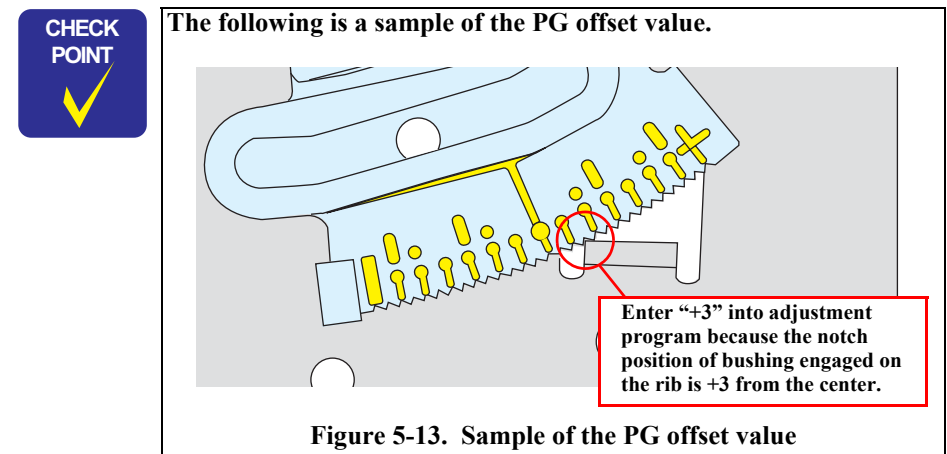 CHECK
POINT
The following is a sample of the PG offset value.
Enter “+3” into adjustment
program because the notch
position of bushing engaged on
the rib is +3 from the center.
Figure 5-13. Sample of the PG offset value